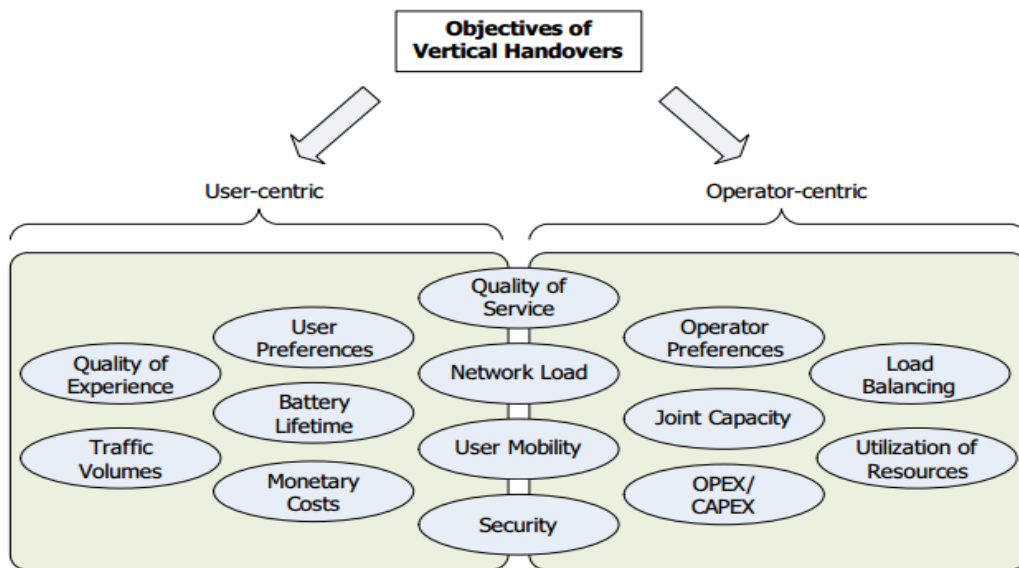 Objectives of
Vertical Handovers
User-centric
Operator-centric
Quality of
Service
User
Preferences
Operator
Preferences
Quality of
Experience
Network Load
Load
Balancing
Battery
Lifetime
Joint Capacity
Traffic
Volumes
User Mobility
Utilization of
Resources
Monetary
Costs
OPEX/
CAPEX
Security